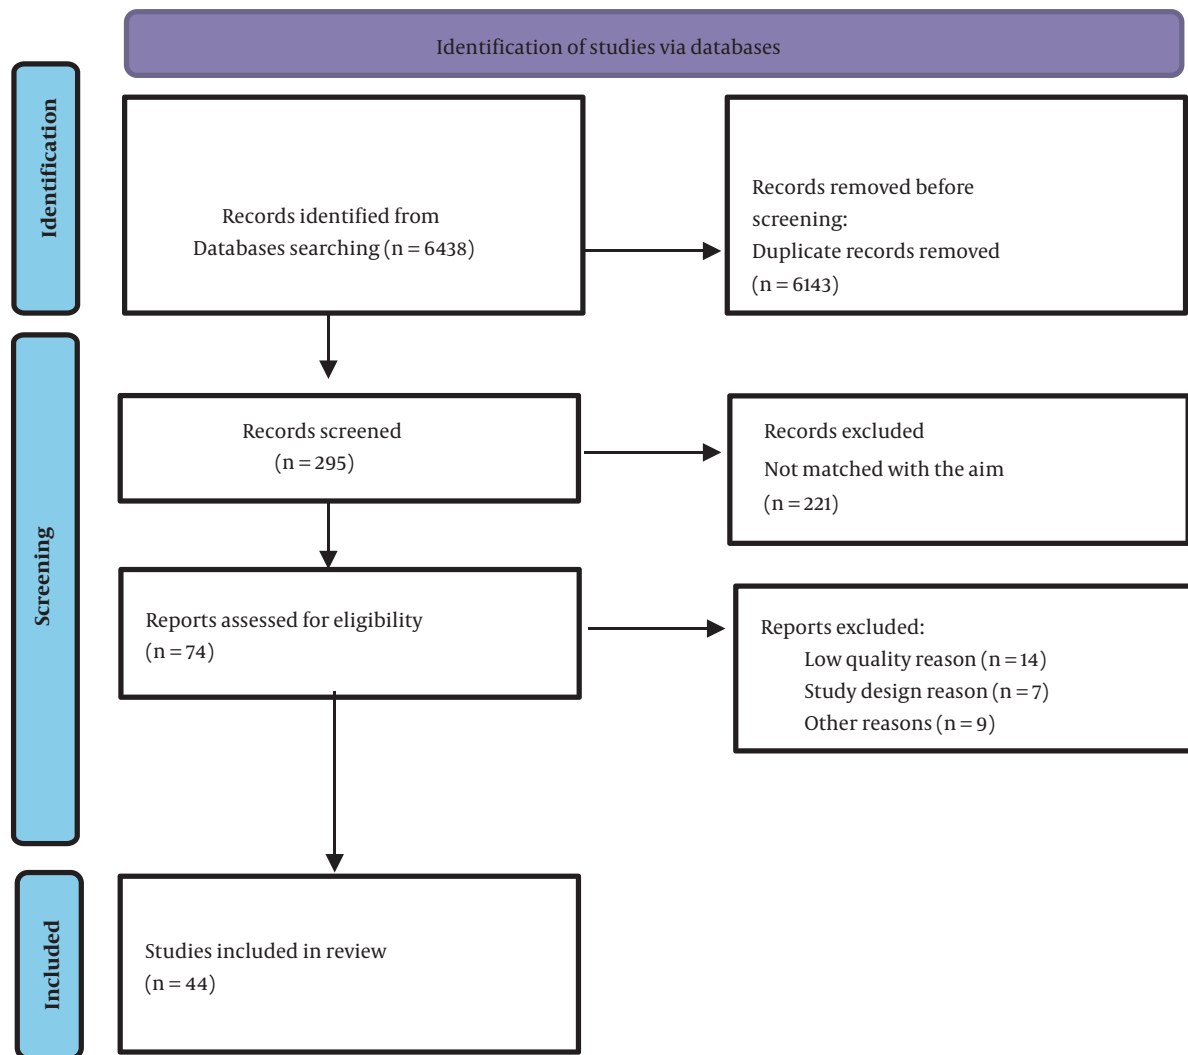 Identification of studies via databases
Identification
Records identified from
Databases searching (n = 6438)
Records removed before
screening:
Duplicate records removed
(n = 6143)
Screening
Records screened
(n = 295)
Records excluded
Not matched with the aim
(n = 221)
Reports assessed for eligibility
(n = 74)
Reports excluded:
Low quality reason (n = 14)
Study design reason (n = 7)
Other reasons (n = 9)
Included
Studies included in review
(n = 44)